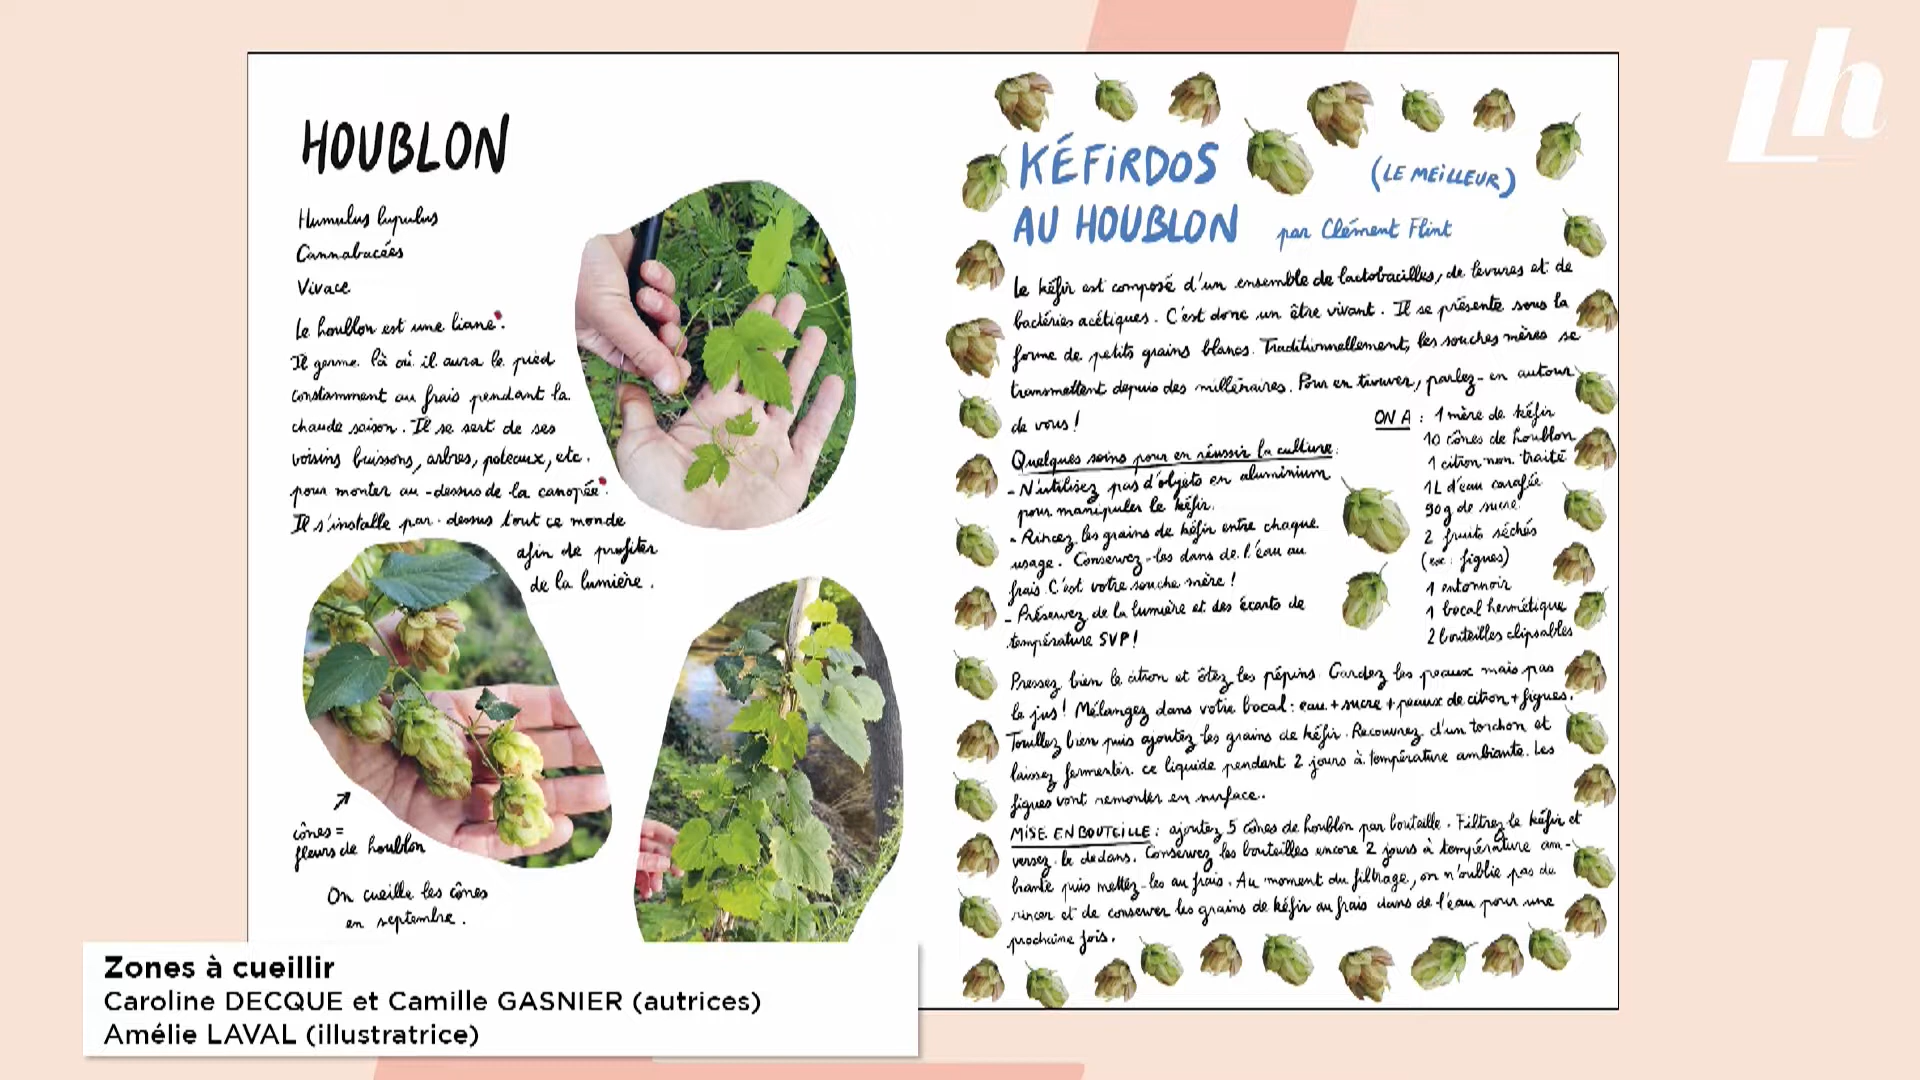 HOUBLON
Humulus lupulus
Cannabacées
Vivace
Le houblon est une liane.
Il germe là où il aura le pied
constamment au frais pendant la
chaude saison. Il se sert de ses
voisins buissons, arbres, poteaux, etc.
pour monter au-dessus de la canopée.
Il s'installe par-dessus tout ce monde
afin de profiter
de la lumière.
cônes =
fleurs de houblon
On cueille les cônes
en septembre.
KÉFiRDOS
(LE MEiLLEUR)
AU HOUBLON
par Clément Flint
Le kéfir est composé d'un ensemble de lactobacilles, de levures et de
bactéries acétiques. C'est donc un être vivant. Il se présente sous la
forme de petits grains blancs. Traditionnellement, les souches mères se
transmettent depuis des millénaires. Pour en trouver, parlez-en autour
de vous!
Quelques soins pour en réussir la culture:
- N'utilisez pas d'objets en aluminium
pour manipuler le kéfir.
- Rincez les grains de kéfir entre chaque
usage. Conservez-les dans de l'eau au
frais. C'est votre souche mère!
- Préservez de la lumière et des écarts de
température SVP!
ON A : 1 mère de kéfir
10 cônes de houblon
1 citron non traité
1L d'eau carafée
90g de sucre
2 fruits séchés
(ex: figues)
1 entonnoir
1 bocal hermétique
2 bouteilles clipsables
Pressez bien le citron et ôtez les pépins. Gardez les peaux mais pas
le jus! Mélangez dans votre bocal: eau + sucre + peaux de citron + figues.
Touillez bien puis ajoutez les grains de kéfir. Recouvrez d'un torchon et
laissez fermenter ce liquide pendant 2 jours à température ambiante. Les
figues vont remonter en surface.
MiSE EN BOUTEiLLE : ajoutez 5 cônes de houblon par bouteille. Filtrez le kéfir et
versez-le dedans. Conservez les bouteilles encore 2 jours à température am-
biante puis mettez-les au frais. Au moment du filtrage, on n'oublie pas de
rincer et de conserver les grains de kéfir au frais dans de l'eau pour une
prochaine fois.
Lh
Zones à cueillir
Caroline DECQUE et Camille GASNIER (autrices)
Amélie LAVAL (illustratrice)